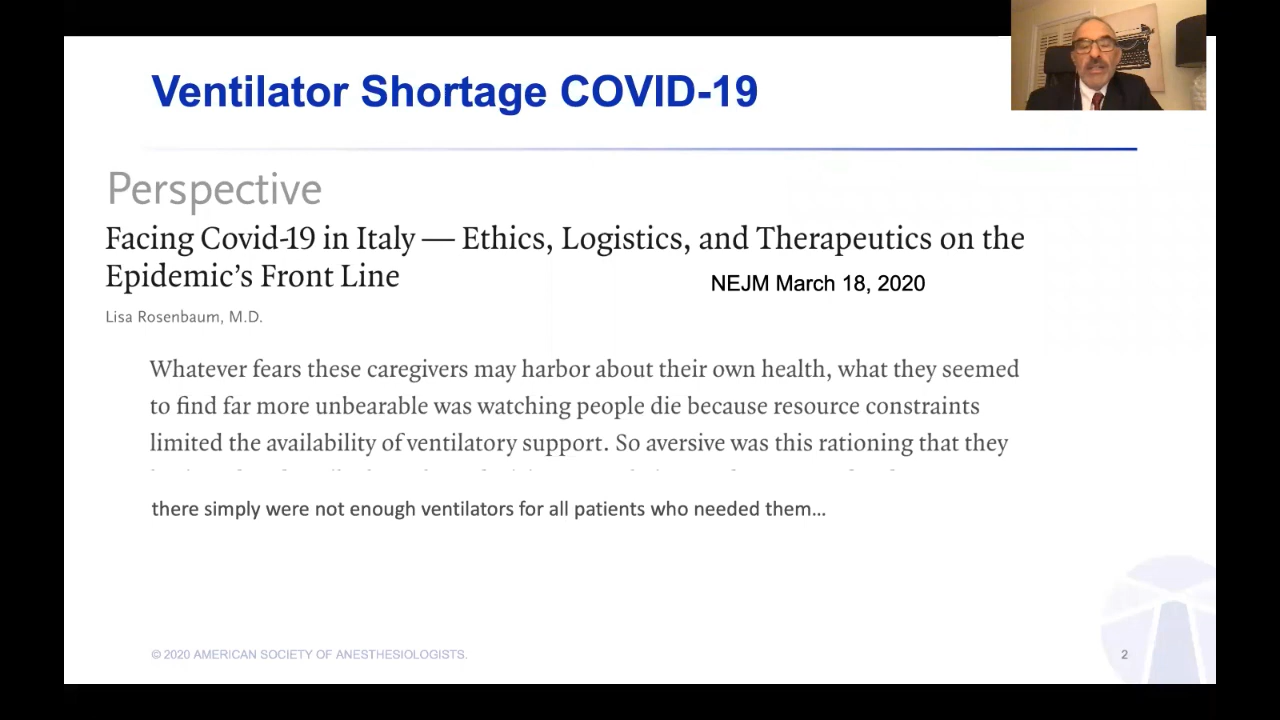 Ventilator Shortage COVID-19
Perspective
Facing Covid-19 in Italy — Ethics, Logistics, and Therapeutics on the
Epidemic’s Front Line
NEJM March 18, 2020
Lisa Rosenbaum, M.D.
Whatever fears these caregivers may harbor about their own health, what they seemed
to find far more unbearable was watching people die because resource constraints
limited the availability of ventilatory support. So aversive was this rationing that they
there simply were not enough ventilators for all patients who needed them…
© 2020 AMERICAN SOCIETY OF ANESTHESIOLOGISTS.
2